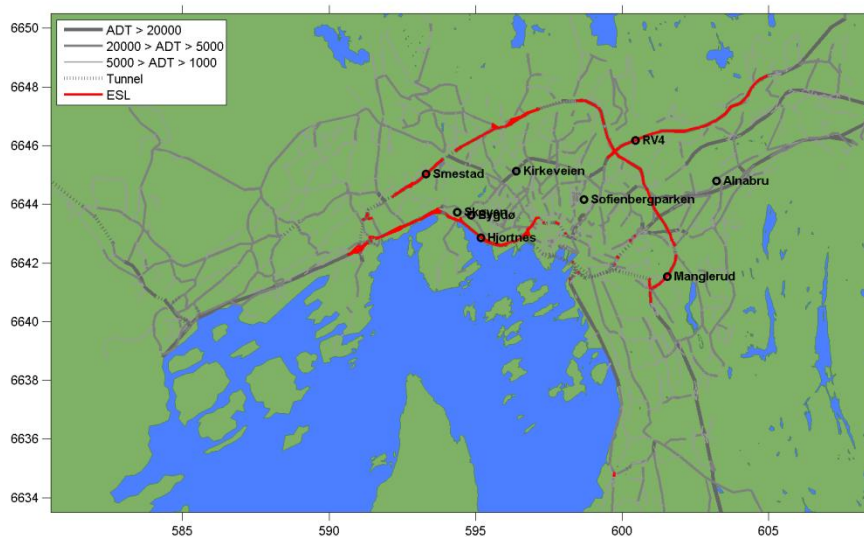 6650
6648
6646
6644
6642
6640
6638
6636
6634
ADT > 20000
20000 > ADT > 5000
5000 > ADT > 1000
Tunnel
ESL
RV4
Smestad
Kirkeveien
Alnabru
Sofienbergparken
Skøyen
Bygdø
Hjortnes
Manglerud
585
590
595
600
605